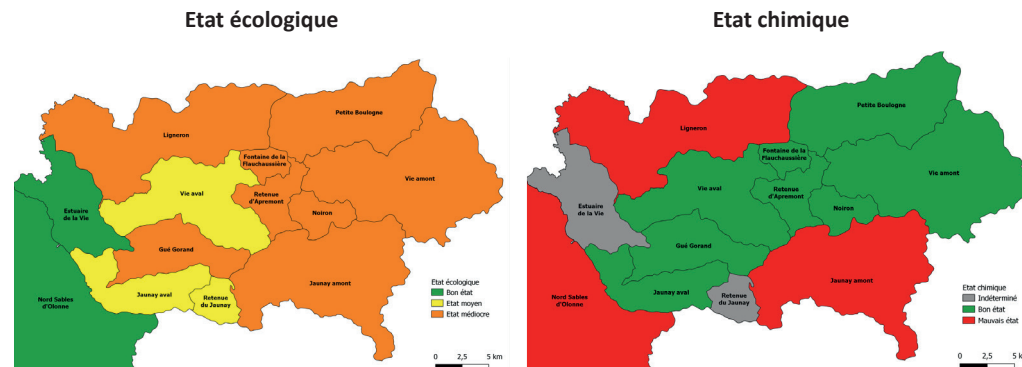 Etat écologique
Ligneron
Petite Boulogne
Fontaine de la
Flauchaussière
Vie aval
Vie amont
Retenue
d'Apremont
Noiron
Estuaire
de la Vie
Gué Gorand
Jaunay amont
Jaunay aval
Retenue
du Jaunay
Nord Sables
d'Olonne
Etat écologique
Bon état
Etat moyen
Etat médiocre
0 2,5 5 km
Etat chimique
Petite Boulogne
Ligneron
Fontaine de la
Flauchaussière
Vie aval
Vie amont
Retenue
d'Apremont
Noiron
Estuaire
de la Vie
Gué Gorand
Jaunay amont
Jaunay aval
Retenue
du Jaunay
Nord Sables
d'Olonne
Etat chimique
Indéterminé
Bon état
Mauvais état
0 2,5 5 k